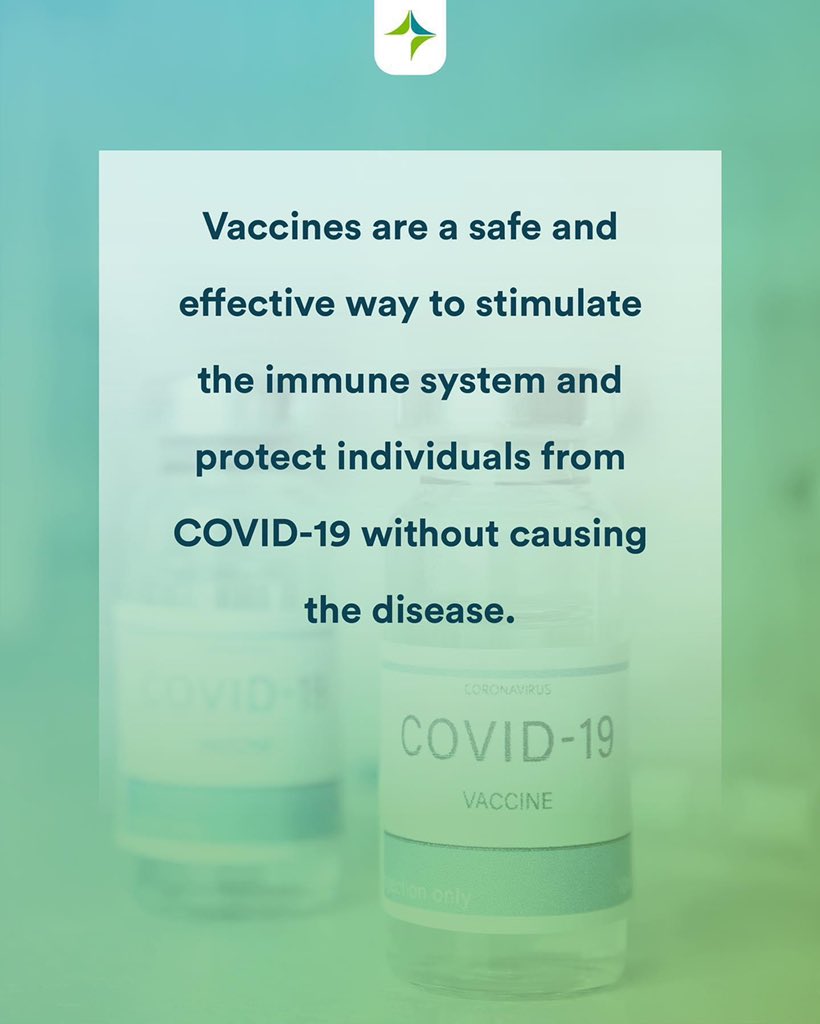 Vaccines are a safe and
effective way to stimulate
the immune system and
protect individuals from
COVID-19 without causing
the disease.
COVID-19
CORONAVIRUS
COVID-19
VACCINE
only